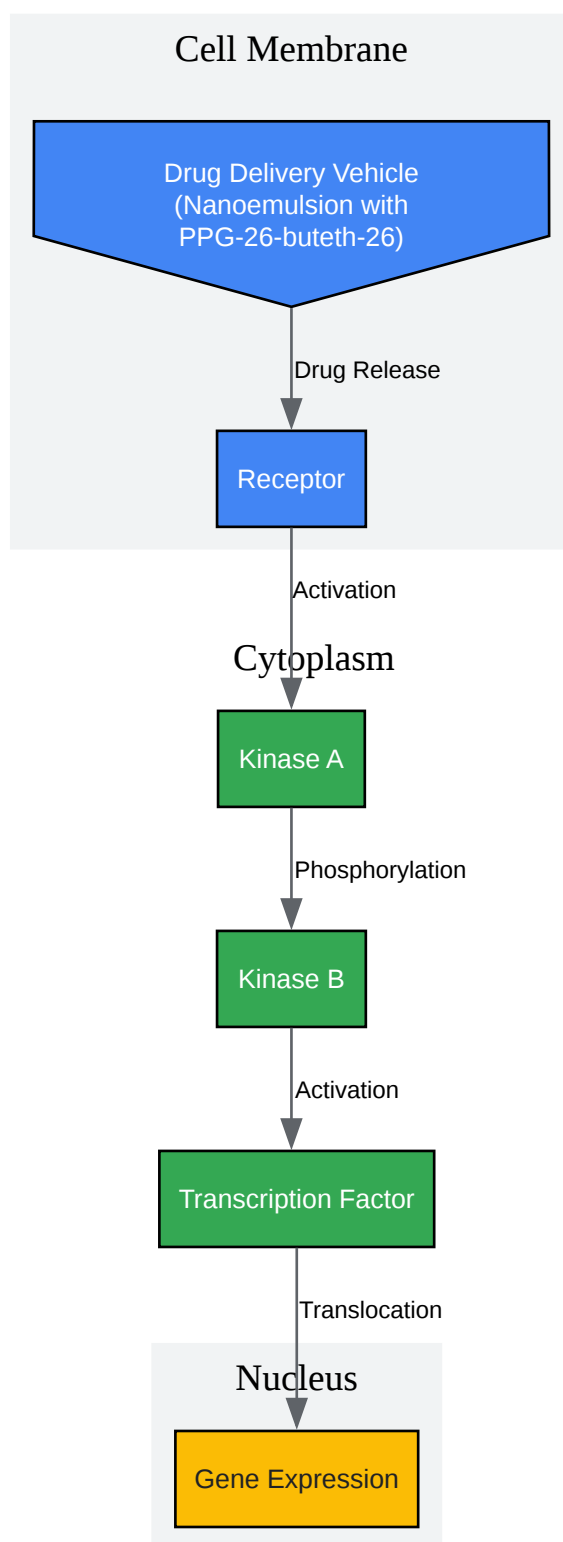 Cell Membrane
Drug Delivery Vehicle
(Nanoemulsion with
PPG-26-buteth-26)
Drug Release
Receptor
Activation
Cytoplasm
Kinase A
Phosphorylation
Kinase B
Activation
Transcription Factor
Translocation
Nucleus
Gene Expression